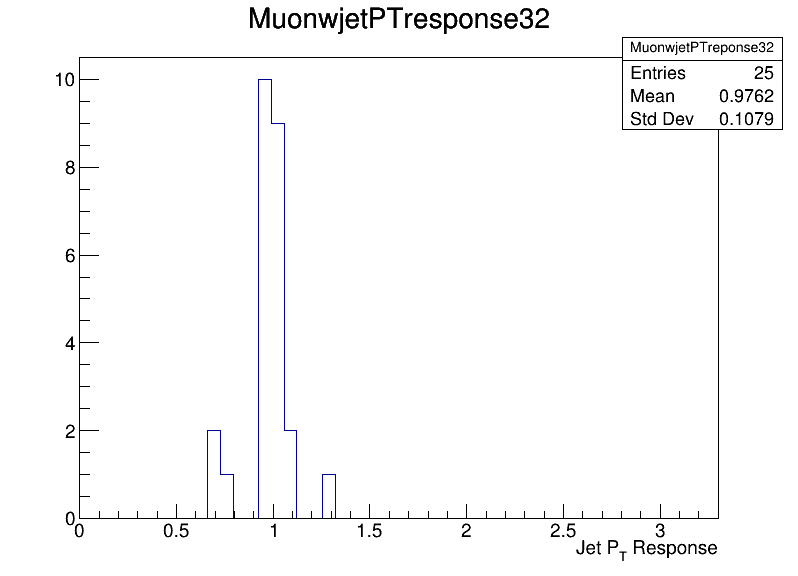 MuonwjetPTresponse32
MuonwjetPTreponse32
Entries 25
Mean 0.9762
Std Dev 0.1079
10
8
6
4
2
0
0 0.5 1 1.5 2 2.5 3
Jet PT Response